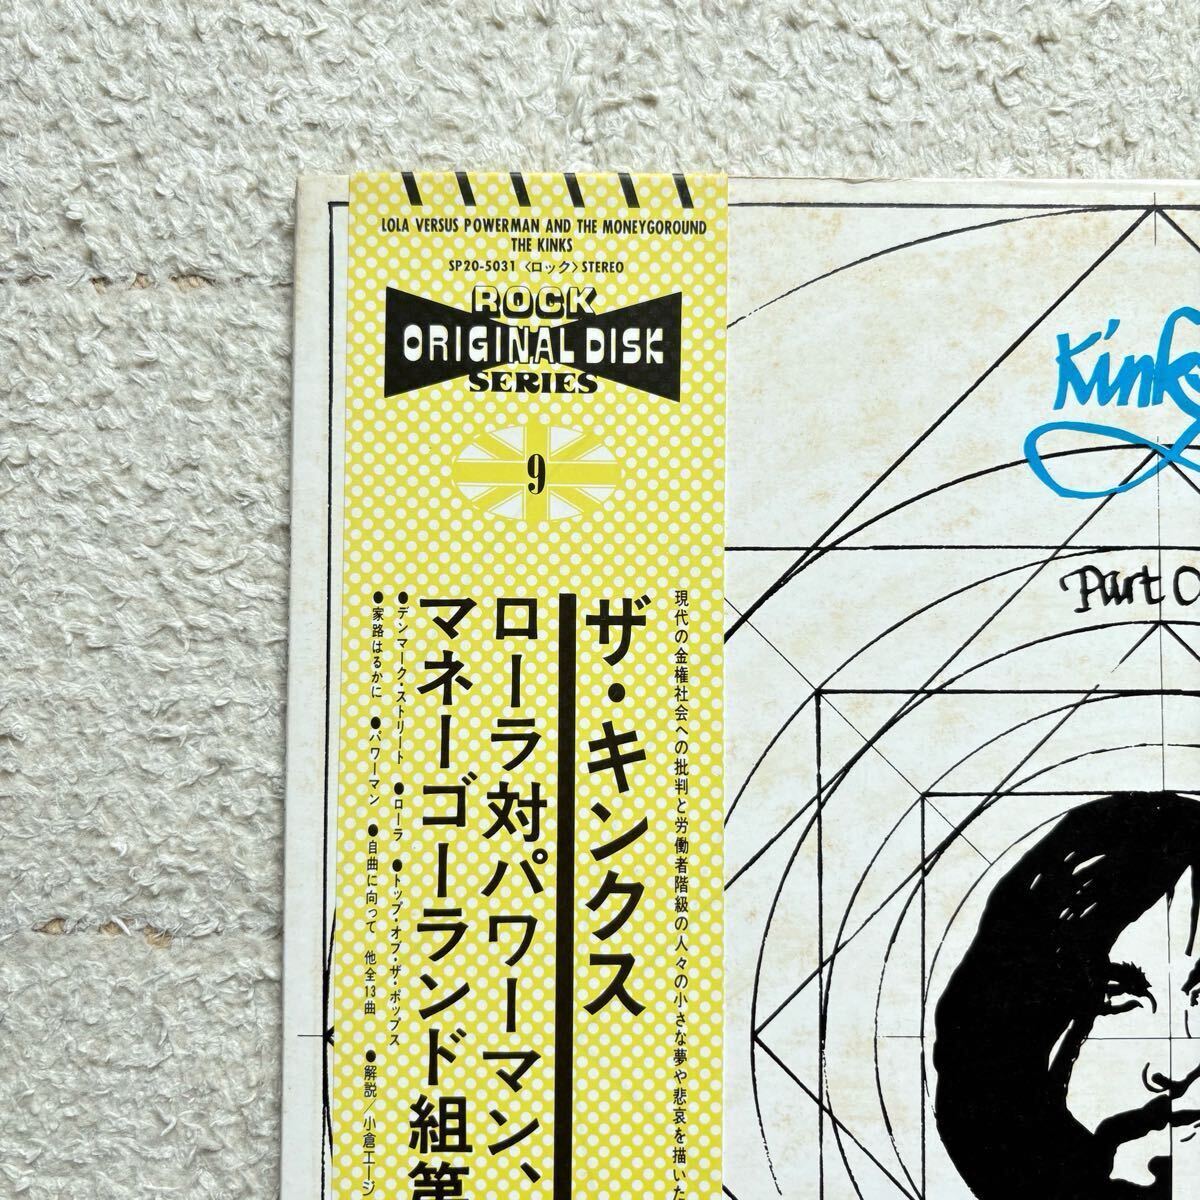 LOLA VERSUS POWERMAN AND THE MONEYGOROUND
THE KINKS
SP20-5031 〈ロック〉STEREO
ROCK
ORIGINAL DISK
SERIES
9
現代の金権社会への批判と労働者階級の人々の小さな夢や悲哀を描いた
ザ・キンクス
ローラ対パワーマン、
マネーゴーランド組第
●デンマーク・ストリート ●ローラ ●トップ・オブ・ザ・ポップス
●家路はるかに ●パワーマン ●自由に向って 他全13曲 ●解説/小倉エージ
Kinks
Part O